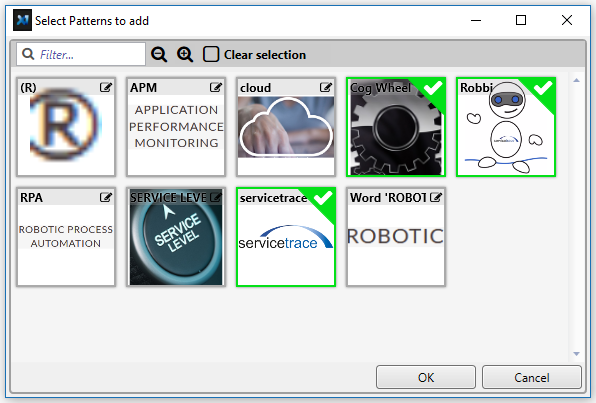 Select Patterns to add
Filter...
Clear selection
(R)
APM
cloud
Cog Wheel
Robbi
R
APPLICATION
PERFORMANCE
MONITORING
RPA
SERVICE LEVE
servicetrace
Word 'ROBOT
ROBOTIC PROCESS
AUTOMATION
SERVICE
LEVEL
servicetrace
ROBOTIC
OK
Cancel